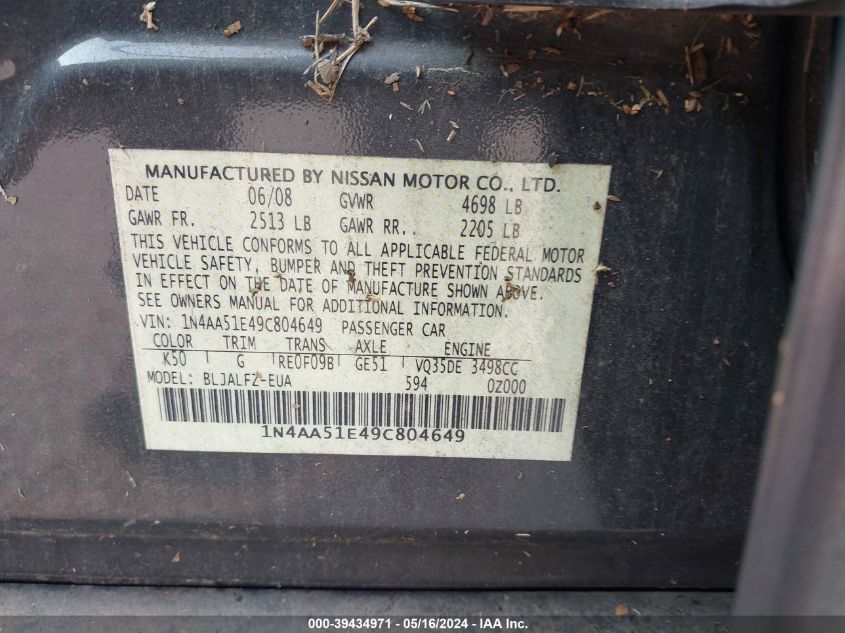 MANUFACTURED BY NISSAN MOTOR CO., LTD.
DATE 06/08 GVWR 4698 LB
GAWR FR. 2513 LB GAWR RR. 2205 LB
THIS VEHICLE CONFORMS TO ALL APPLICABLE FEDERAL MOTOR
VEHICLE SAFETY, BUMPER AND THEFT PREVENTION STANDARDS
IN EFFECT ON THE DATE OF MANUFACTURE SHOWN ABOVE.
SEE OWNERS MANUAL FOR ADDITIONAL INFORMATION.
VIN: 1N4AA51E49C804649 PASSENGER CAR
COLOR TRIM TRANS AXLE ENGINE
K50 G RE0F09B GE51 VQ35DE 3498CC
MODEL: BLJALFZ-EUA 594 0Z000
1N4AA51E49C804649
000-39434971 - 05/16/2024 - IAAI.com